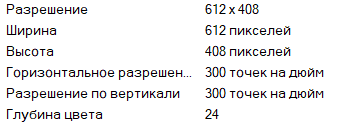 Разрешение 612 x 408
Ширина 612 пикселей
Высота 408 пикселей
Горизонтальное разрешен... 300 точек на дюйм
Разрешение по вертикали 300 точек на дюйм
Глубина цвета 24